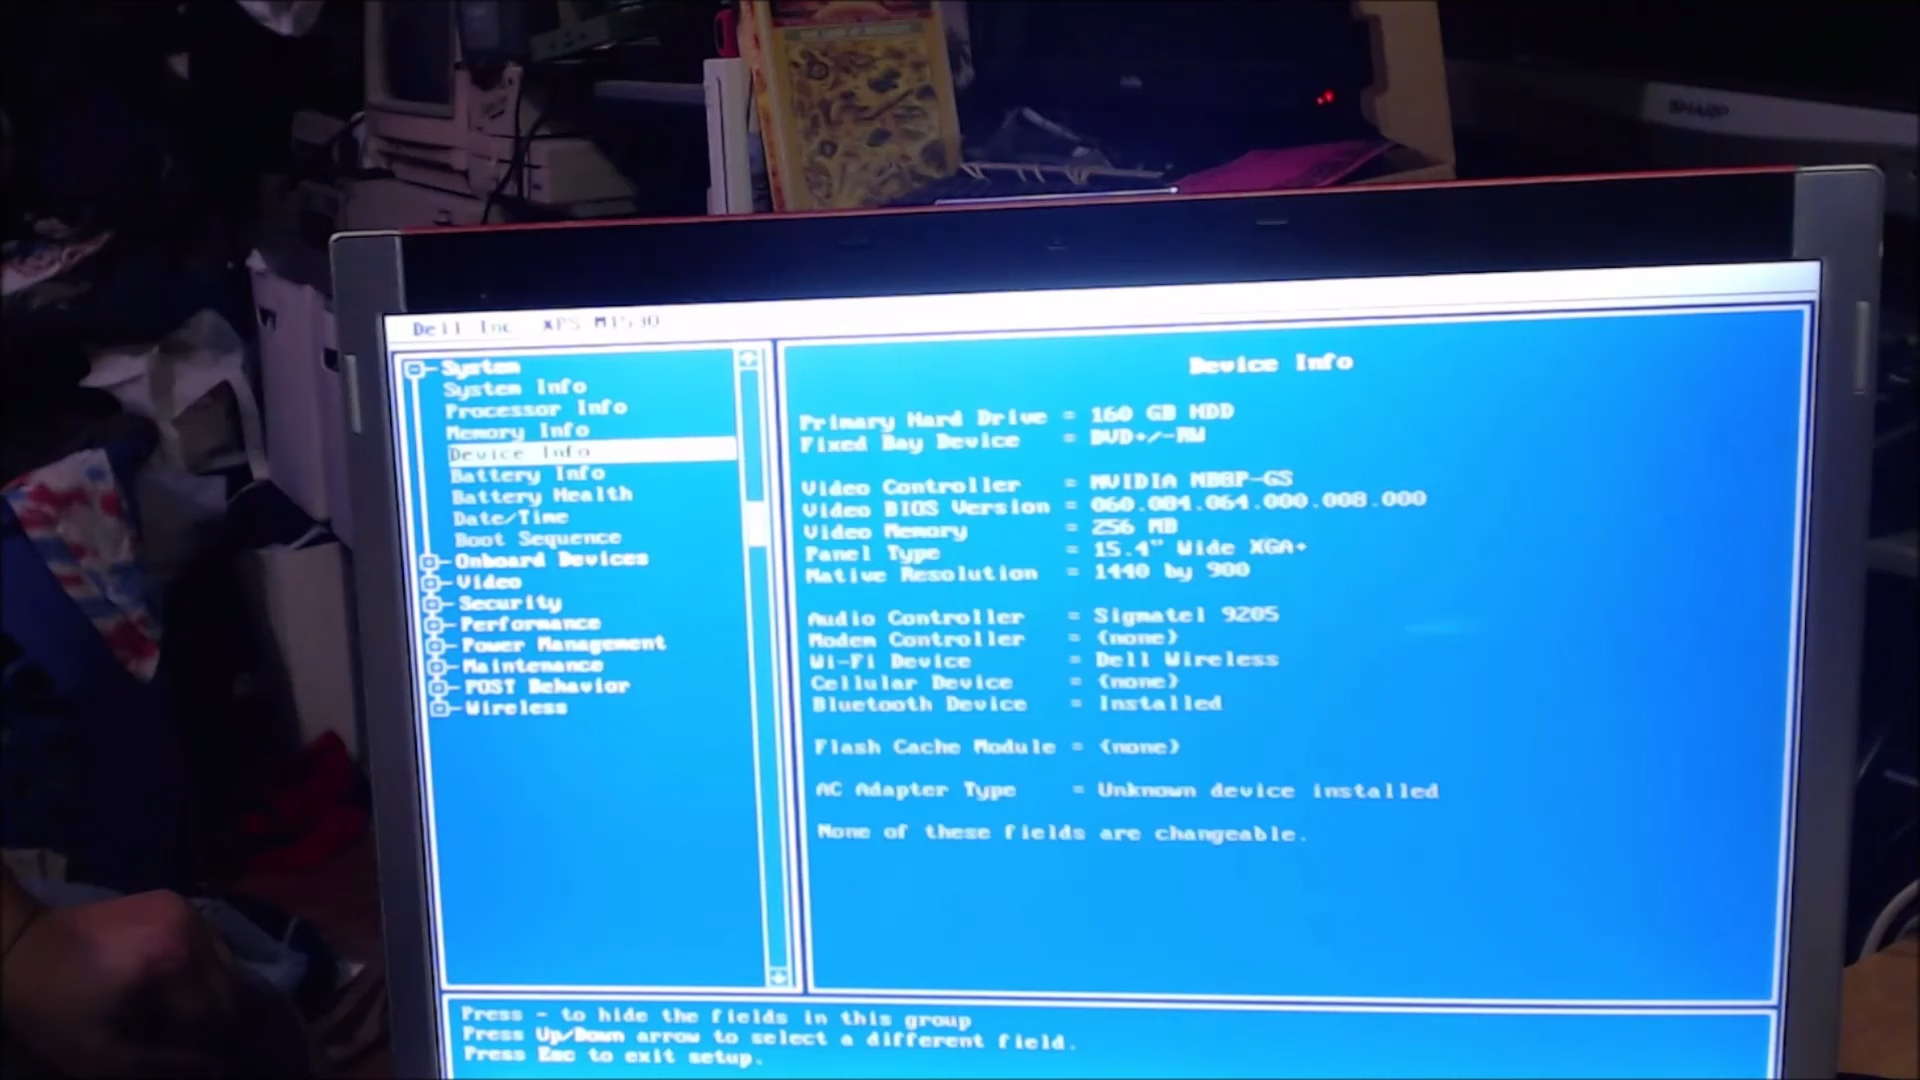 SHARP
Dell Inc XPS M1530
System
System Info
Processor Info
Memory Info
Device Info
Battery Info
Battery Health
Date/Time
Boot Sequence
Onboard Devices
Video
Security
Performance
Power Management
Maintenance
POST Behavior
Wireless
Device Info
Primary Hard Drive = 160 GB HDD
Fixed Bay Device = DVD+/-RW
Video Controller = NVIDIA NB8P-GS
Video BIOS Version = 060.084.064.000.008.000
Video Memory = 256 MB
Panel Type = 15.4" Wide XGA+
Native Resolution = 1440 by 900
Audio Controller = Sigmatel 9205
Modem Controller = {none}
Wi-Fi Device = Dell Wireless
Cellular Device = {none}
Bluetooth Device = Installed
Flash Cache Module = {none}
AC Adapter Type = Unknown device installed
None of these fields are changeable.
Press - to hide the fields in this group
Press Up/Down arrow to select a different field.
Press Esc to exit setup.